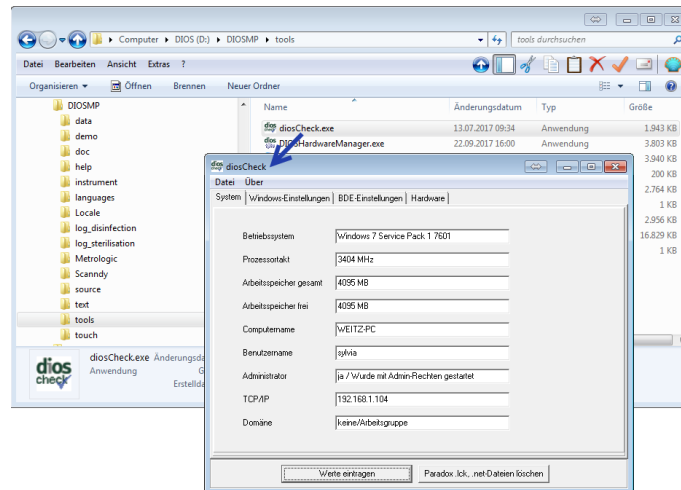 Computer ▸ DIOS (D:) ▸ DIOSMP ▸ tools
tools durchsuchen
Datei Bearbeiten Ansicht Extras ?
Organisieren Öffnen Brennen Neuer Ordner
DIOSMP
data
demo
doc
help
instrument
languages
Locale
log_disinfection
log_sterilisation
Metrologic
Scanndy
source
text
tools
touch
Name Änderungsdatum Typ Größe
diosCheck.exe 13.07.2017 09:34 Anwendung 1.943 KB
DIOSHardwareManager.exe 22.09.2017 16:00 Anwendung 3.803 KB
3.940 KB
200 KB
2.764 KB
1 KB
2.956 KB
16.829 KB
1 KB
dios
check
diosCheck.exe Änderungsda
Anwendung G
Erstellda
diosCheck
Datei Über
System Windows-Einstellungen BDE-Einstellungen Hardware
Betriebssystem Windows 7 Service Pack 1 7601
Prozessortakt 3404 MHz
Arbeitsspeicher gesamt 4095 MB
Arbeitsspeicher frei 4095 MB
Computername WEITZ-PC
Benutzername sylvia
Administrator ja / Wurde mit Admin-Rechten gestartet
TCP/IP 192.168.1.104
Domäne keine/Arbeitsgruppe
Werte eintragen Paradox .lck, .net-Dateien löschen